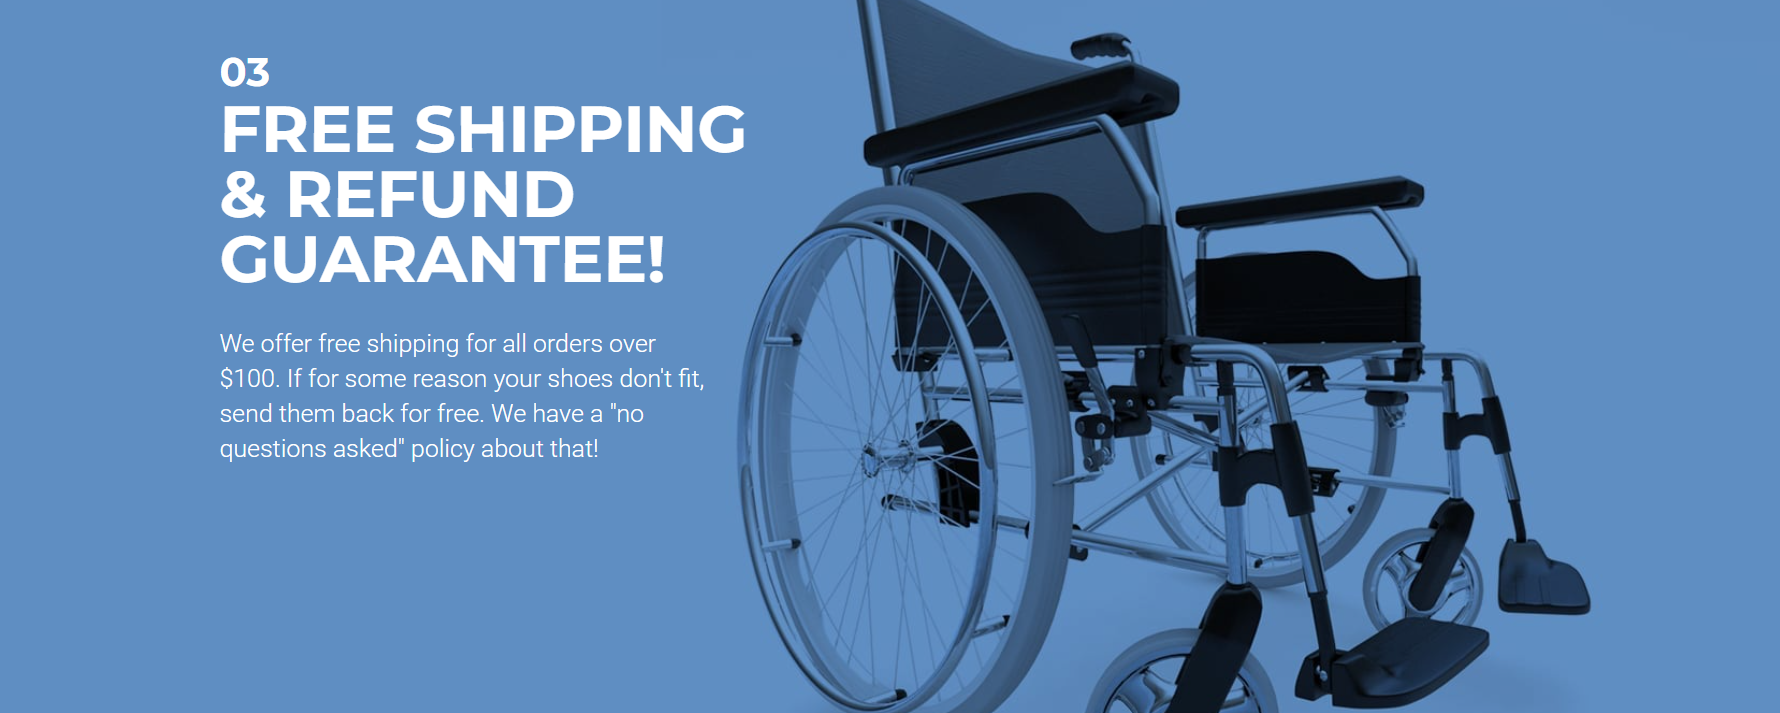 03
FREE SHIPPING
& REFUND
GUARANTEE!
We offer free shipping for all orders over
$100. If for some reason your shoes don't fit,
send them back for free. We have a "no
questions asked" policy about that!